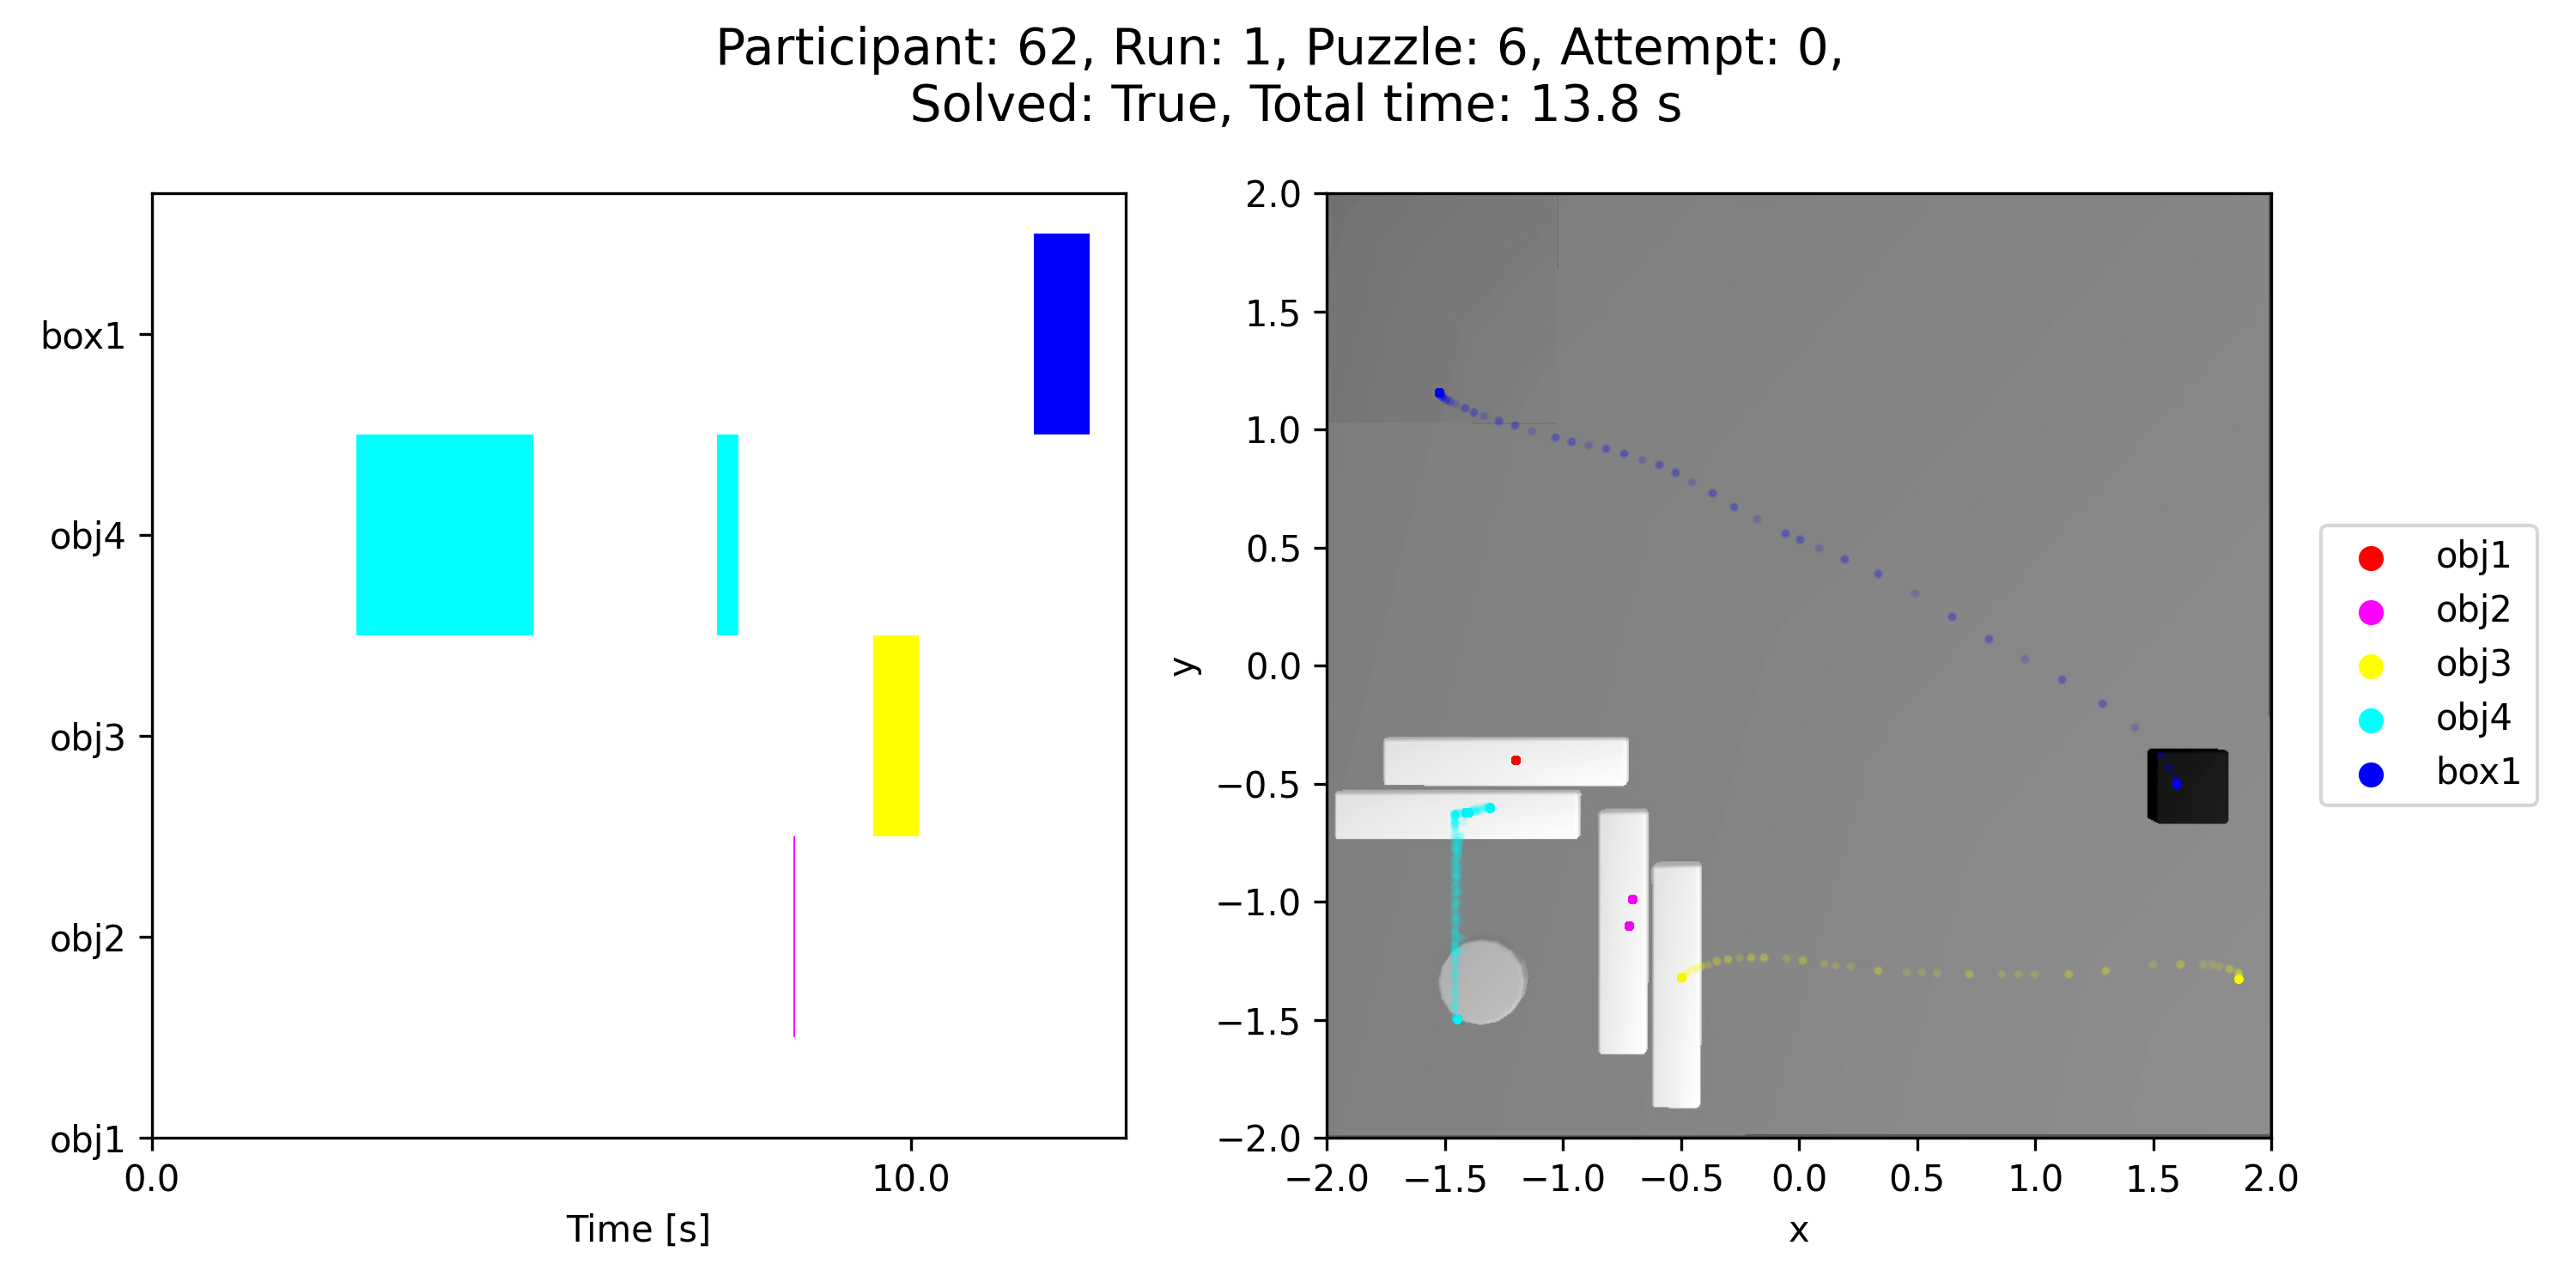 Participant: 62, Run: 1, Puzzle: 6, Attempt: 0,
Solved: True, Total time: 13.8 s
box1
obj4
obj3
obj2
obj1
0.0 10.0
Time [s]
2.0
1.5
1.0
0.5
0.0
−0.5
−1.0
−1.5
−2.0
y
−2.0 −1.5 −1.0 −0.5 0.0 0.5 1.0 1.5 2.0
x
obj1
obj2
obj3
obj4
box1